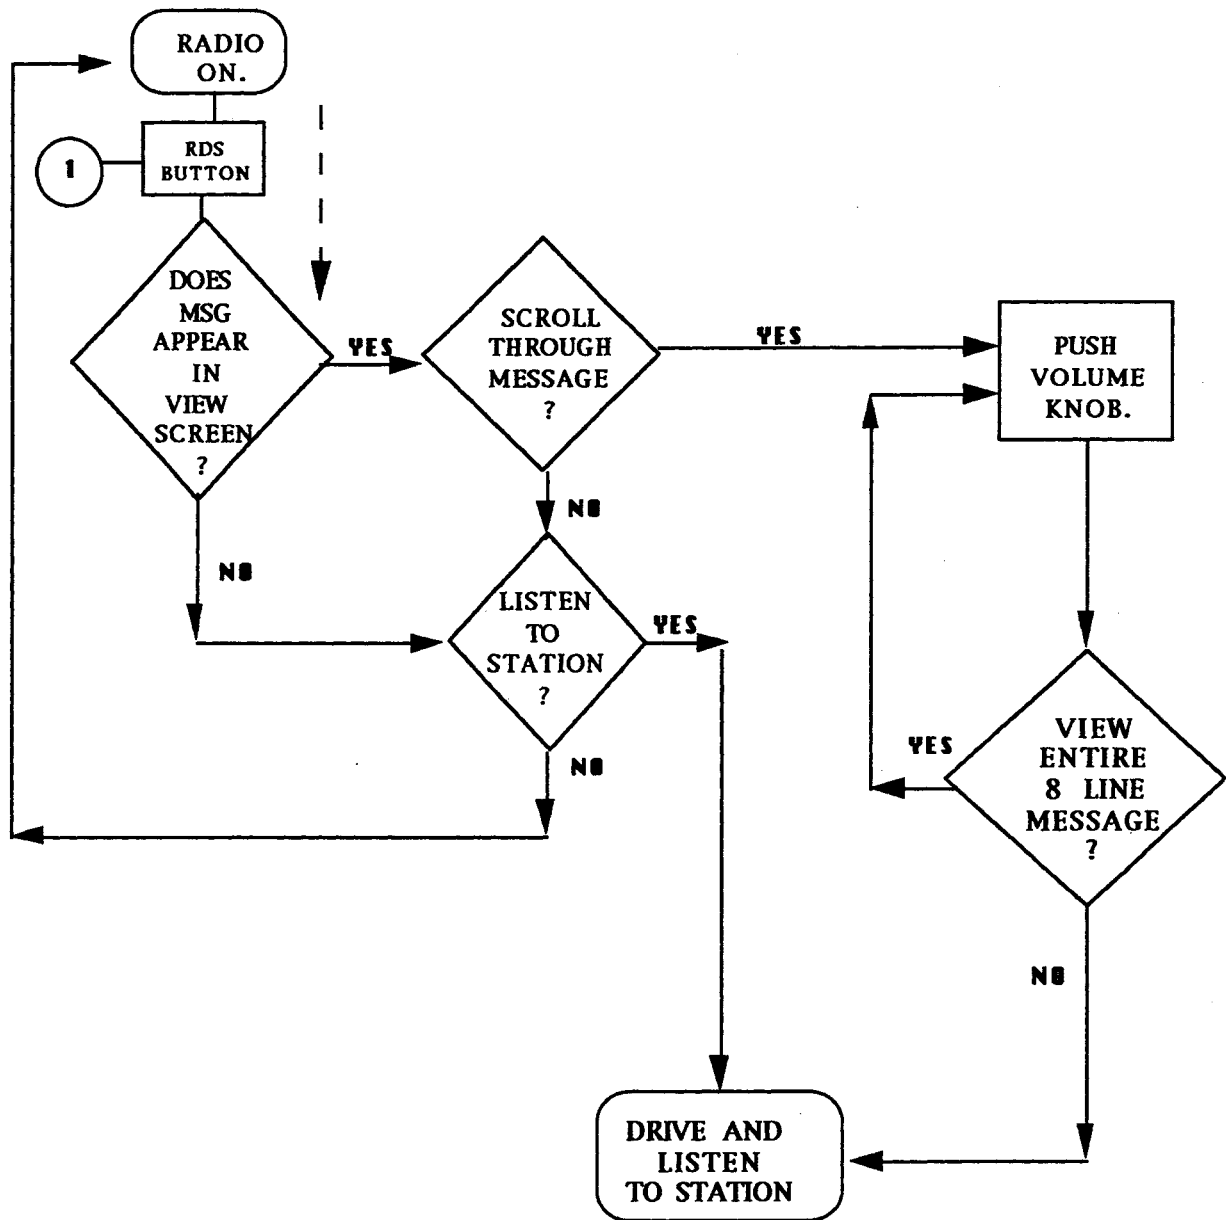 RADIO
ON.
1
RDS
BUTTON
DOES
MSG
APPEAR
IN
VIEW
SCREEN
?
YES
SCROLL
THROUGH
MESSAGE
?
YES
PUSH
VOLUME
KNOB.
NO
NO
LISTEN
TO
STATION
?
YES
NO
YES
VIEW
ENTIRE
8 LINE
MESSAGE
?
NO
DRIVE AND
LISTEN
TO STATION